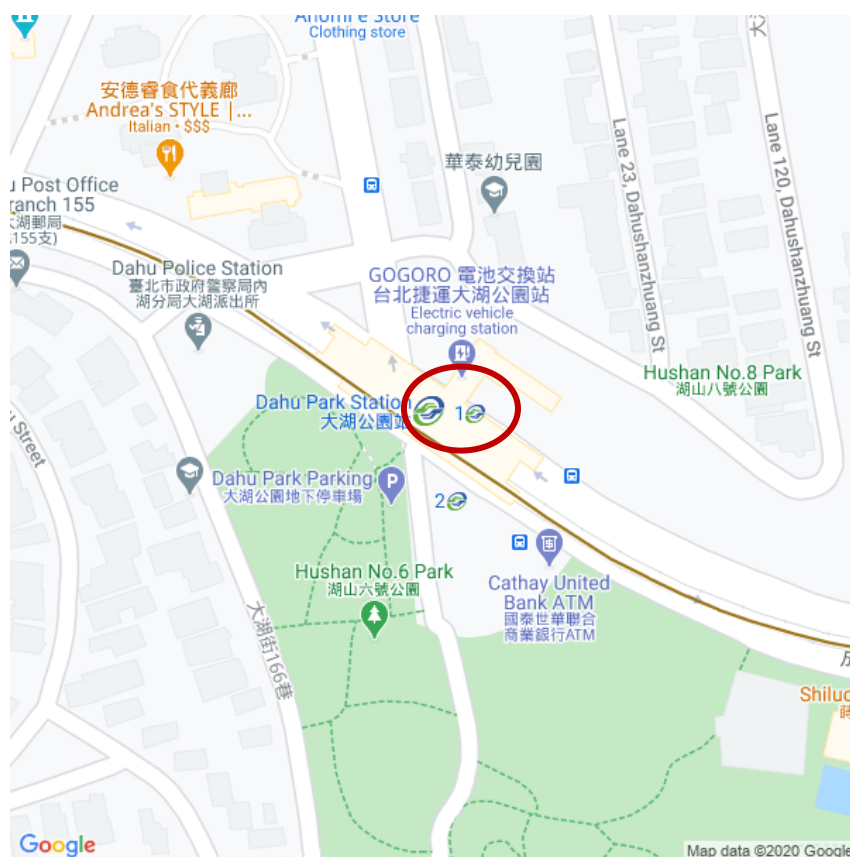 Anomi e Store
Clothing store
安德睿食代義廊
Andrea's STYLE |...
Italian • $$$
華泰幼兒園
Lane 23, Dahushanzhuang St
Lane 120, Dahushanzhuang St
u Post Office
ranch 155
湖郵局
155支)
Dahu Police Station
臺北市政府警察局內
湖分局大湖派出所
GOGORO 電池交換站
台北捷運大湖公園站
Electric vehicle
charging station
Hushan No.8 Park
湖山八號公園
Dahu Park Station
大湖公園站
1
u Street
Dahu Park Parking
大湖公園地下停車場
P
2
Hushan No.6 Park
湖山六號公園
Cathay United
Bank ATM
國泰世華聯合
商業銀行ATM
大湖街166巷
Shiluo
Google
Map data ©2020 Google